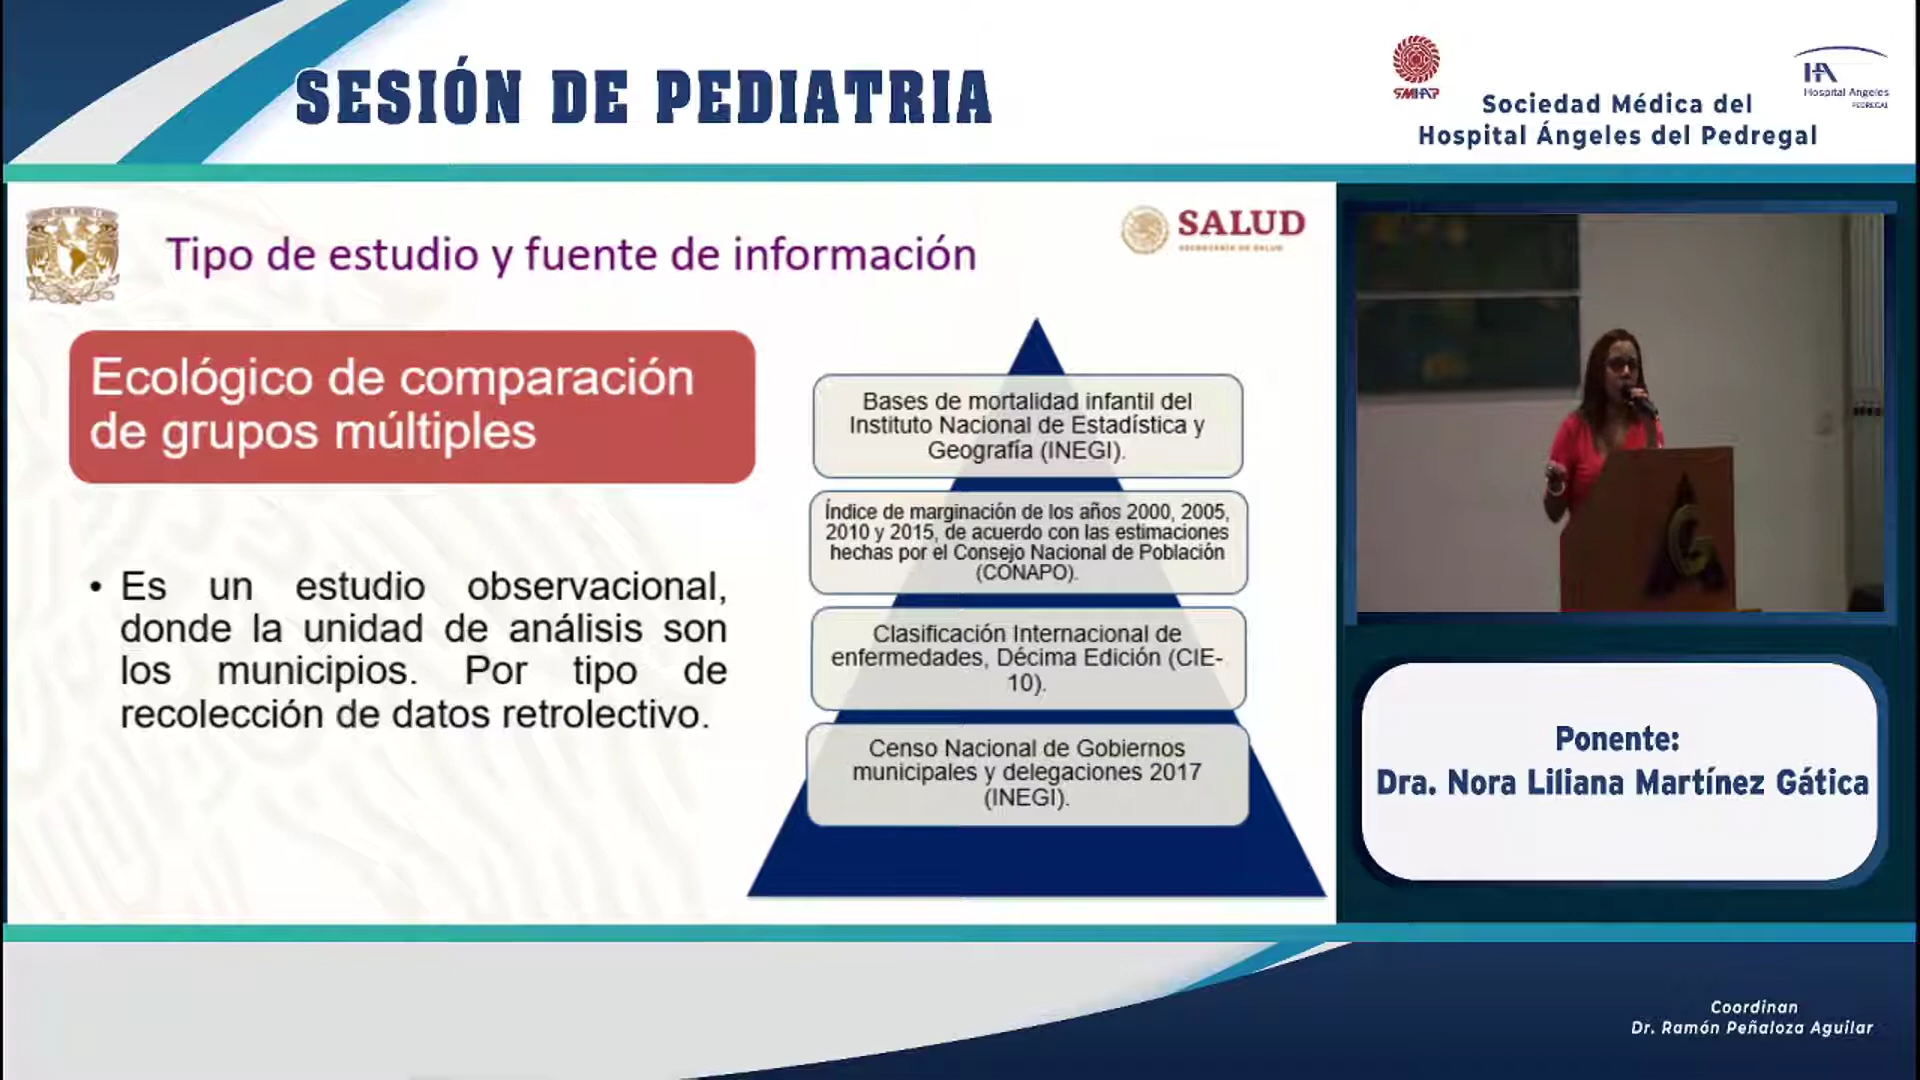 SESIÓN DE PEDIATRIA
SMHAP
Sociedad Médica del
Hospital Ángeles del Pedregal
HA
Hospital Angeles
PEDREGAL
Tipo de estudio y fuente de información
SALUD
SECRETARÍA DE SALUD
Ecológico de comparación
de grupos múltiples
• Es un estudio observacional,
donde la unidad de análisis son
los municipios. Por tipo de
recolección de datos retrolectivo.
Bases de mortalidad infantil del
Instituto Nacional de Estadística y
Geografía (INEGI).
Índice de marginación de los años 2000, 2005,
2010 y 2015, de acuerdo con las estimaciones
hechas por el Consejo Nacional de Población
(CONAPO).
Clasificación Internacional de
enfermedades, Décima Edición (CIE-
10).
Censo Nacional de Gobiernos
municipales y delegaciones 2017
(INEGI).
Ponente:
Dra. Nora Liliana Martínez Gática
Coordinan
Dr. Ramón Peñaloza Aguilar